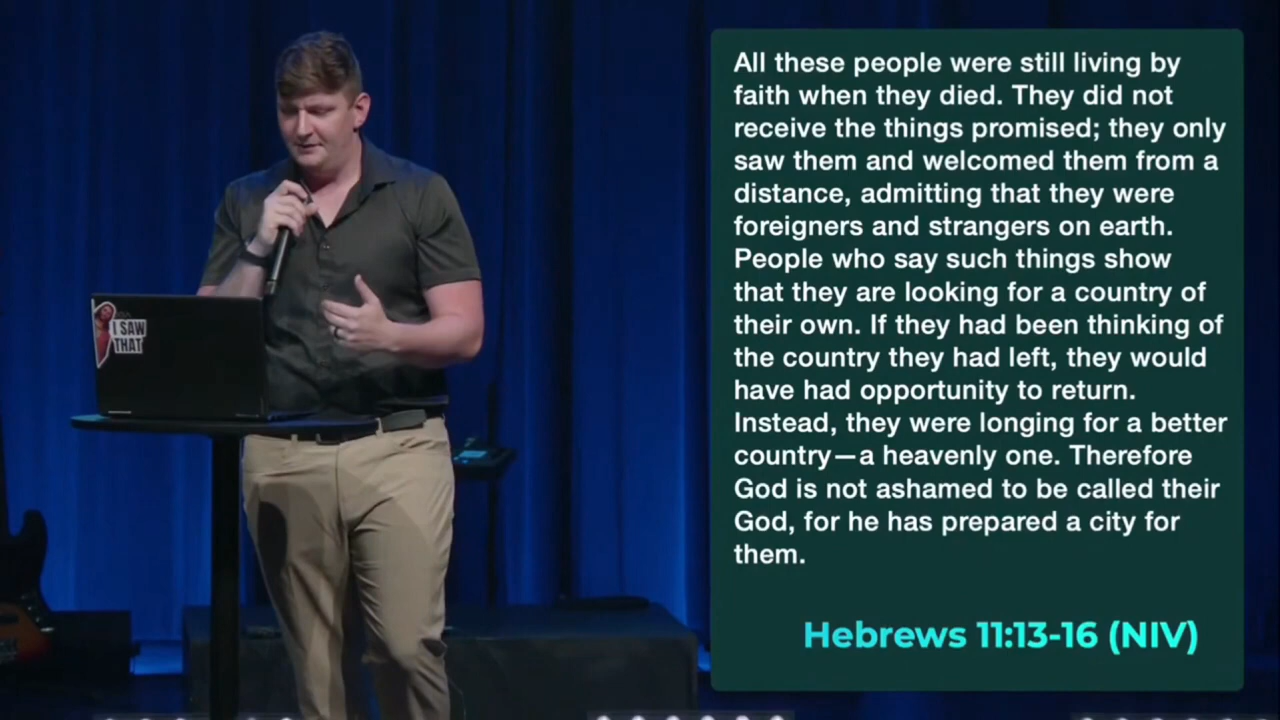 I SAW
THAT
All these people were still living by
faith when they died. They did not
receive the things promised; they only
saw them and welcomed them from a
distance, admitting that they were
foreigners and strangers on earth.
People who say such things show
that they are looking for a country of
their own. If they had been thinking of
the country they had left, they would
have had opportunity to return.
Instead, they were longing for a better
country—a heavenly one. Therefore
God is not ashamed to be called their
God, for he has prepared a city for
them.
Hebrews 11:13-16 (NIV)